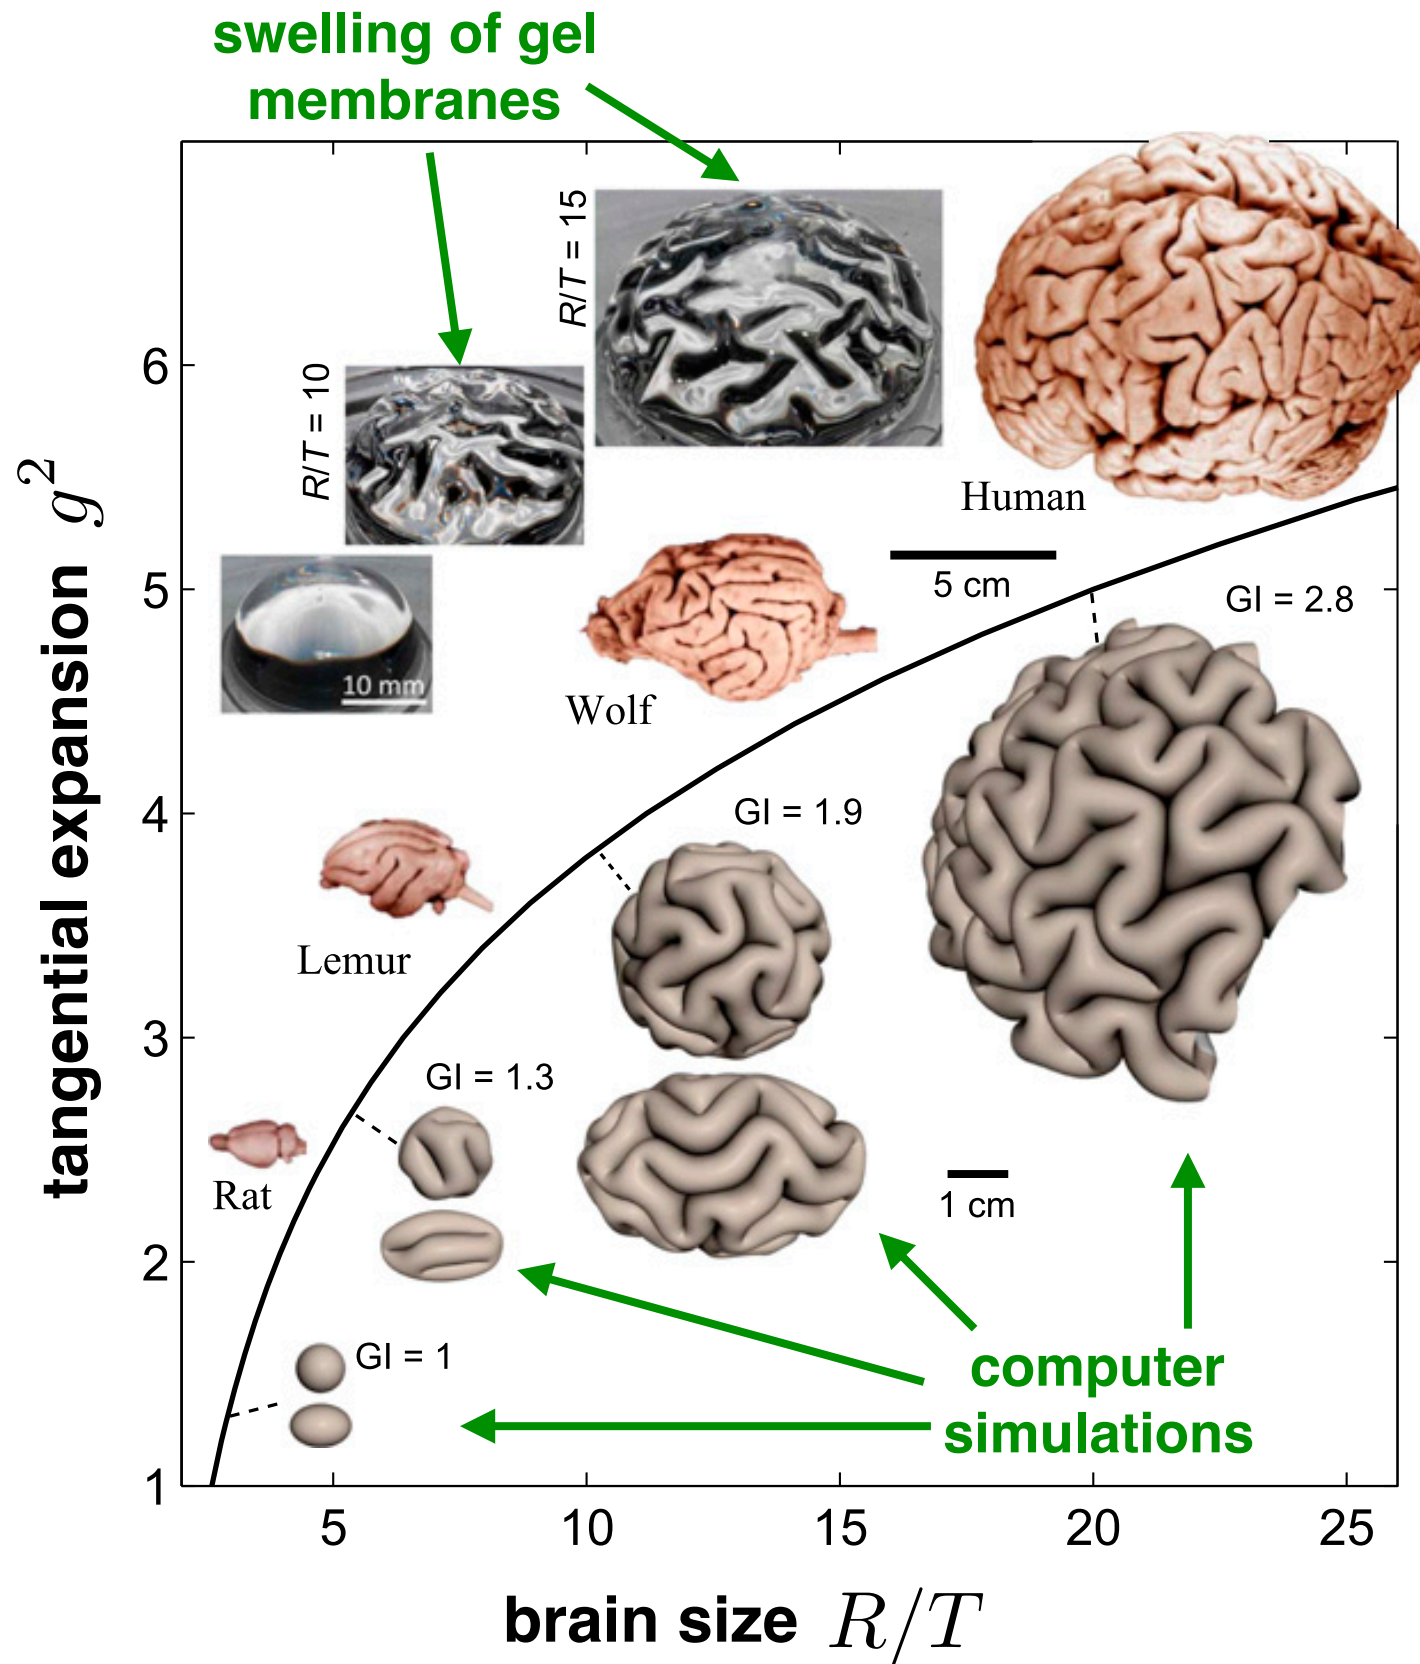 swelling of gel
membranes
R/T = 15
R/T = 10
6
Human
5 cm
5
GI = 2.8
10 mm
Wolf
4
GI = 1.9
Lemur
3
GI = 1.3
Rat
1 cm
2
GI = 1
computer
simulations
1
5
10
15
20
25
tangential expansion g²
brain size R/T